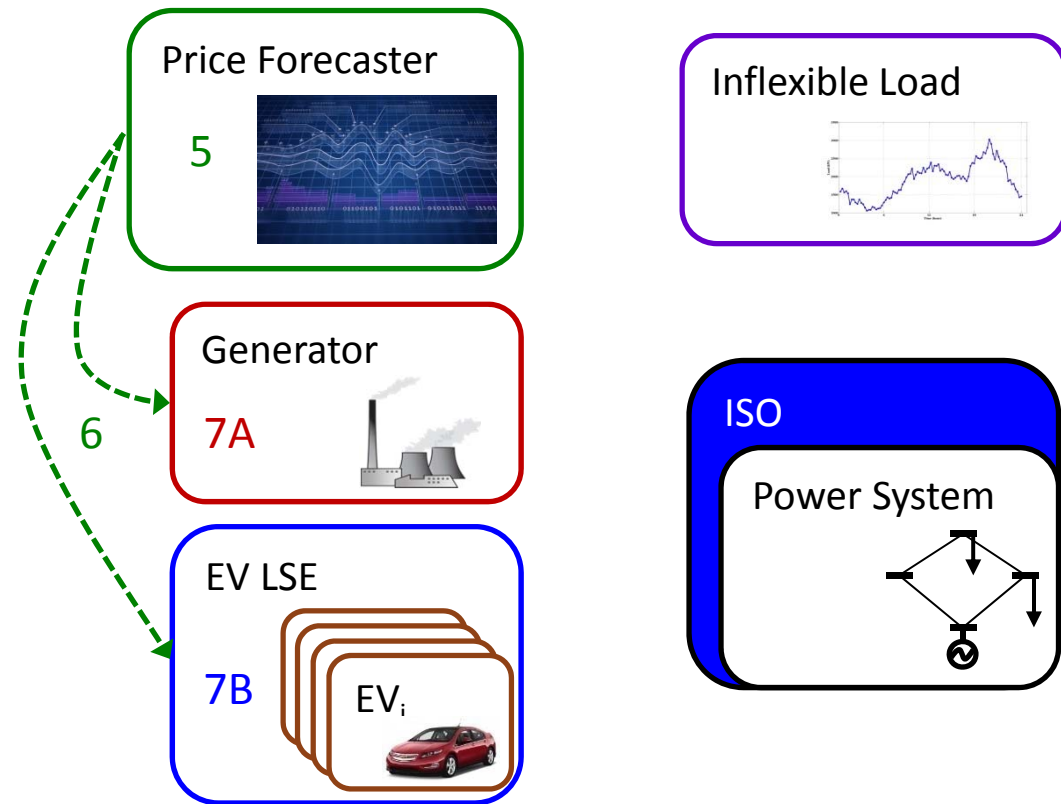 Price Forecaster
5
Inflexible Load
6
Generator
7A
ISO
Power System
EV LSE
7B
EVᵢ